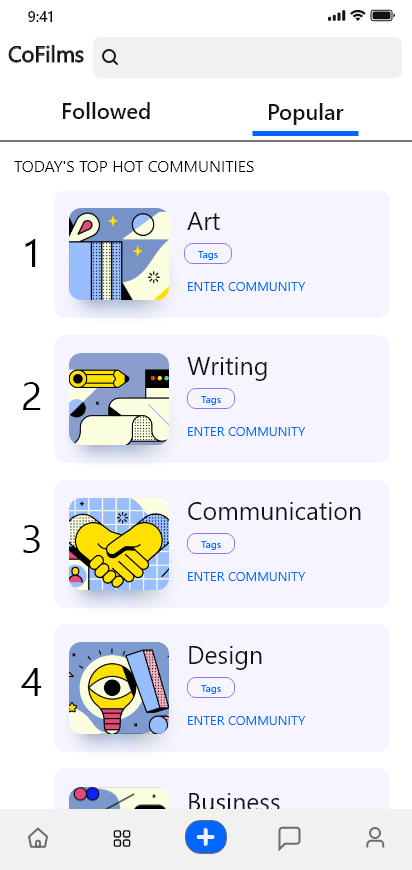 9:41
CoFilms
Followed Popular
TODAY'S TOP HOT COMMUNITIES
1
Art
Tags
ENTER COMMUNITY
2
Writing
Tags
ENTER COMMUNITY
3
Communication
Tags
ENTER COMMUNITY
4
Design
Tags
ENTER COMMUNITY
Business